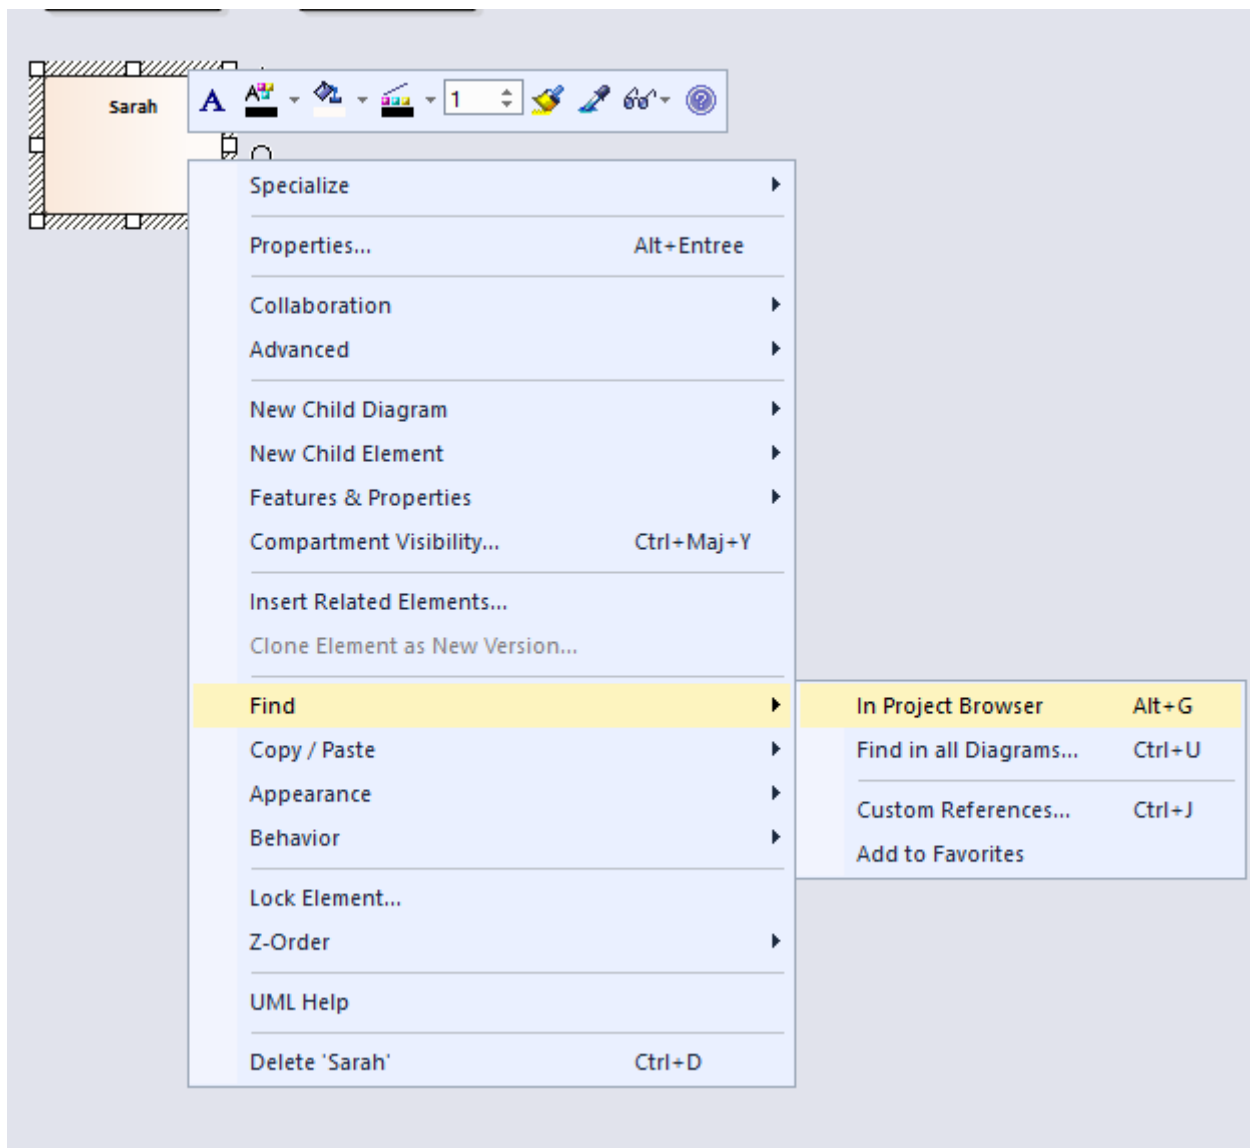 Sarah
A
A
1
Specialize
Properties... Alt+Entree
Collaboration
Advanced
New Child Diagram
New Child Element
Features & Properties
Compartment Visibility... Ctrl+Maj+Y
Insert Related Elements...
Clone Element as New Version...
Find
In Project Browser Alt+G
Copy / Paste
Find in all Diagrams... Ctrl+U
Appearance
Custom References... Ctrl+J
Behavior
Add to Favorites
Lock Element...
Z-Order
UML Help
Delete 'Sarah' Ctrl+D